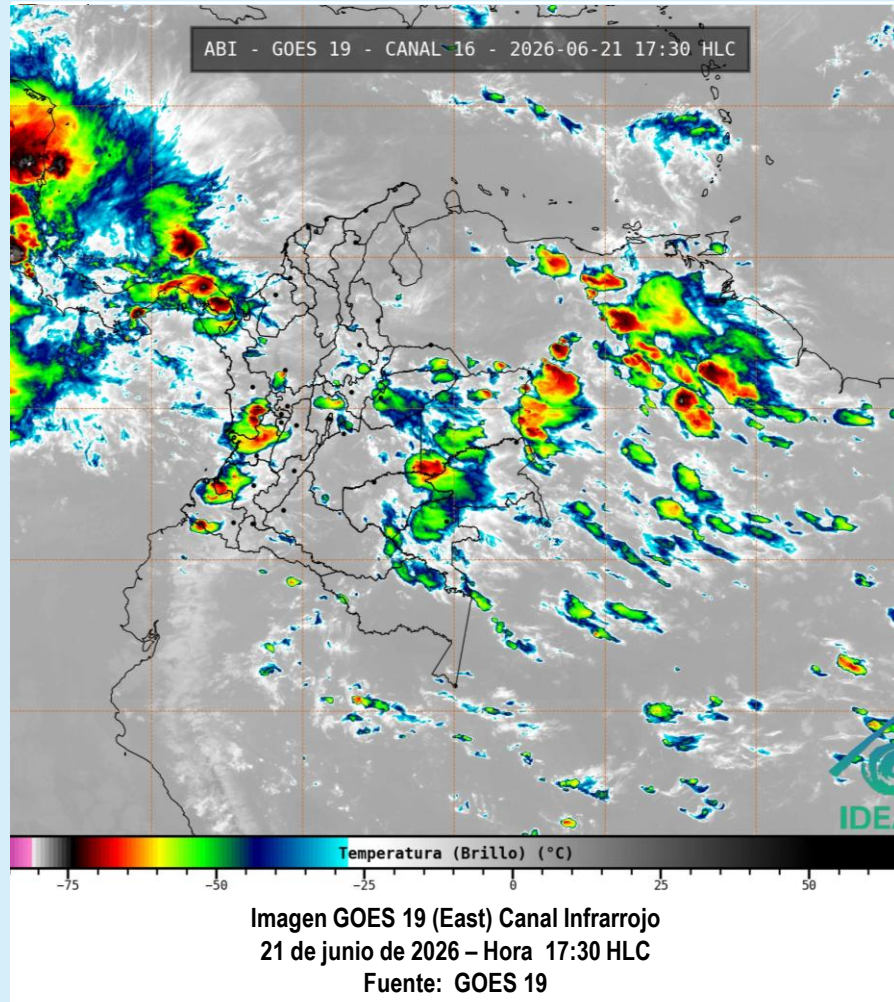 ABI - GOES 19 - CANAL 16 - 2026-06-21 17:30 HLC
Temperatura (Brillo) (°C)
−75 −50 −25 0 25 50
Imagen GOES 19 (East) Canal Infrarrojo
21 de junio de 2026 – Hora 17:30 HLC
Fuente: GOES 19